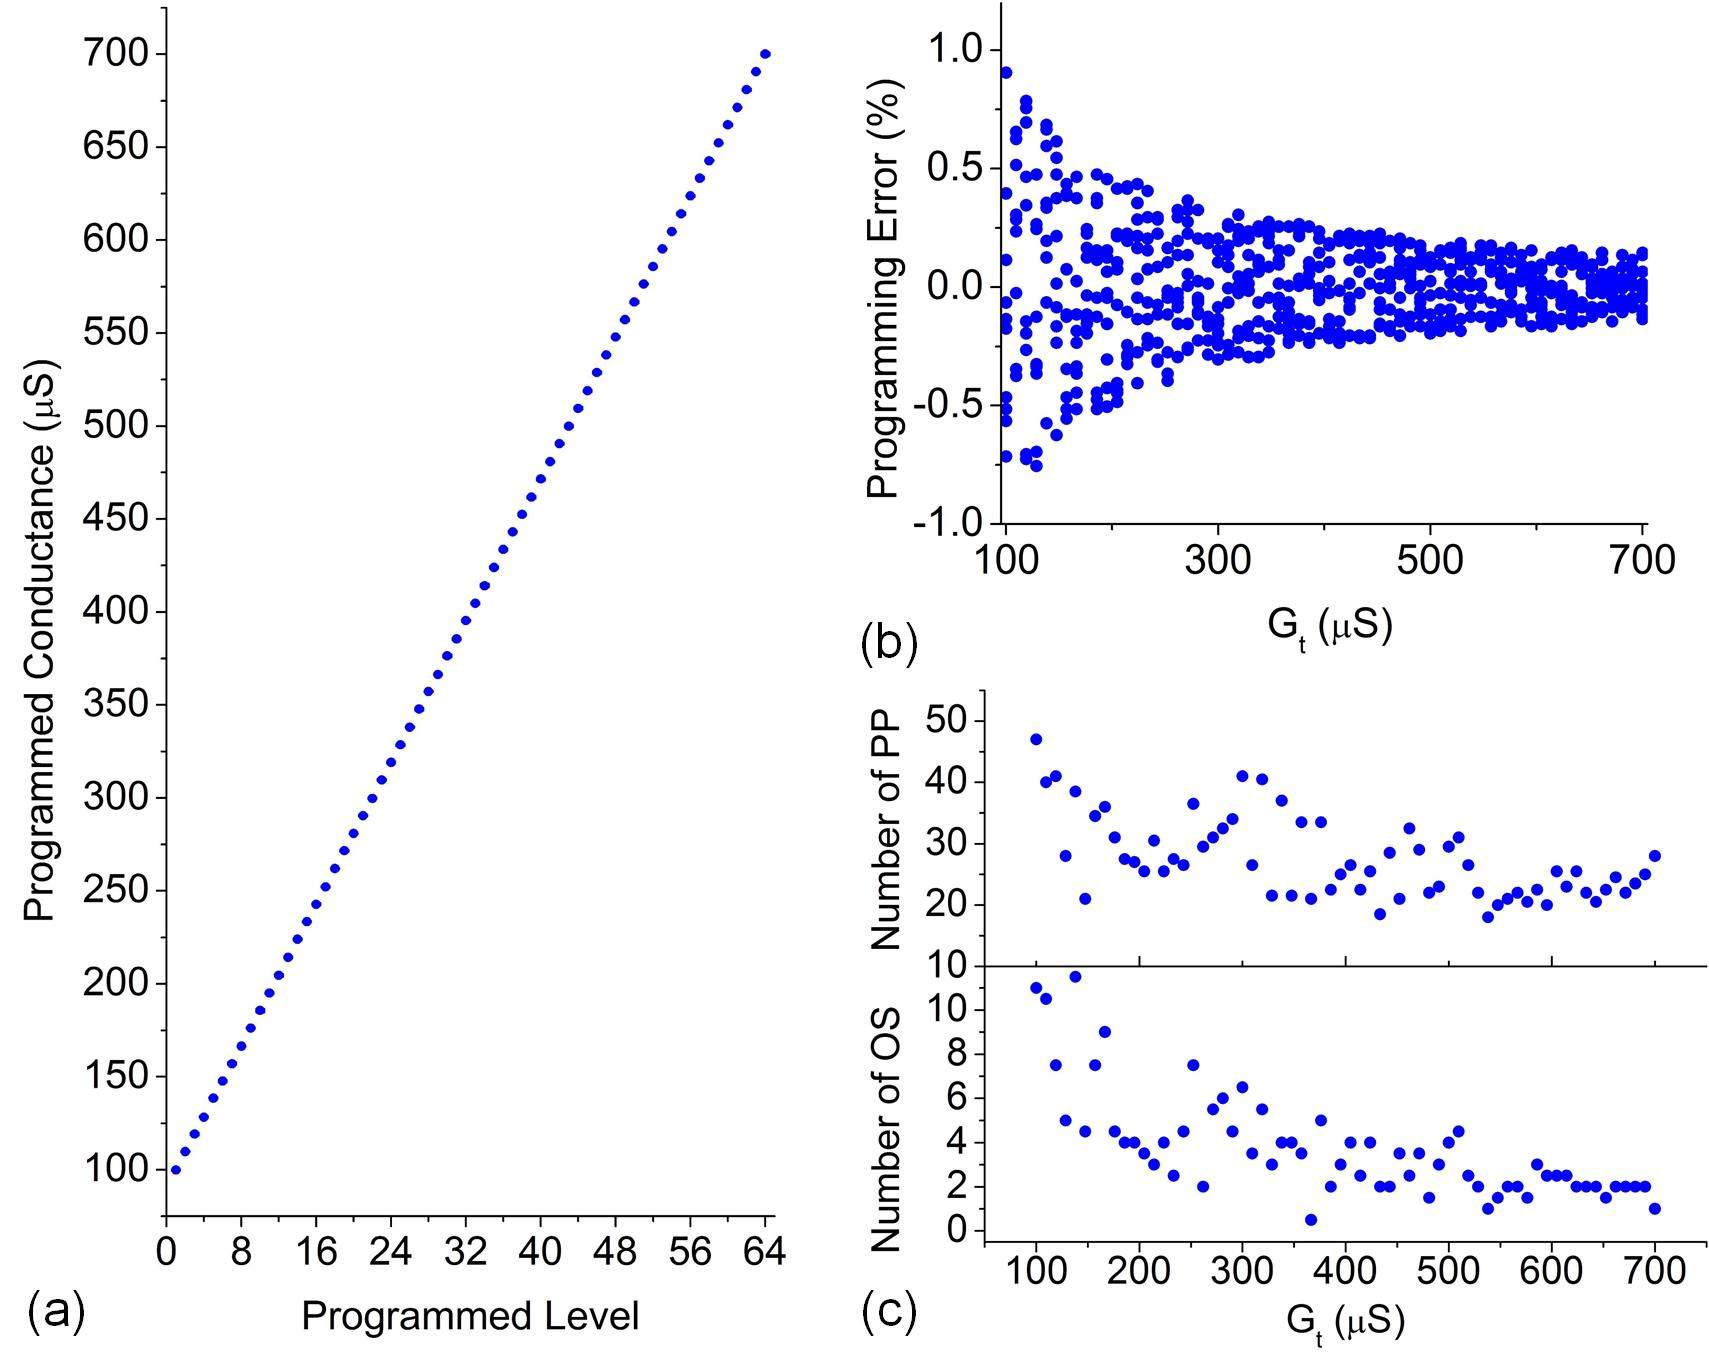 Programmed Conductance (μS)
700
650
600
550
500
450
400
350
300
250
200
150
100
0 8 16 24 32 40 48 56 64
Programmed Level
(a)
Programming Error (%)
1.0
0.5
0.0
-0.5
-1.0
100 300 500 700
Gt (μS)
(b)
Number of PP
50
40
30
20
10
Number of OS
10
8
6
4
2
0
100 200 300 400 500 600 700
Gt (μS)
(c)